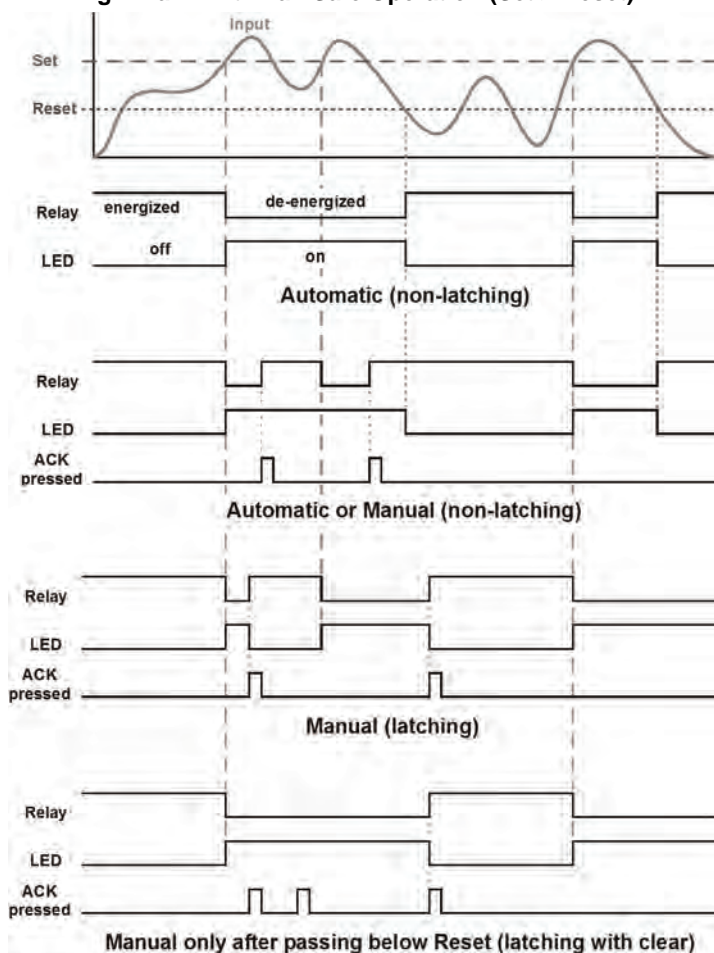 input
Set
Reset
Relay energized de-energized
LED off on
Automatic (non-latching)
Relay
LED
ACK
pressed
Automatic or Manual (non-latching)
Relay
LED
ACK
pressed
Manual (latching)
Relay
LED
ACK
pressed
Manual only after passing below Reset (latching with clear)